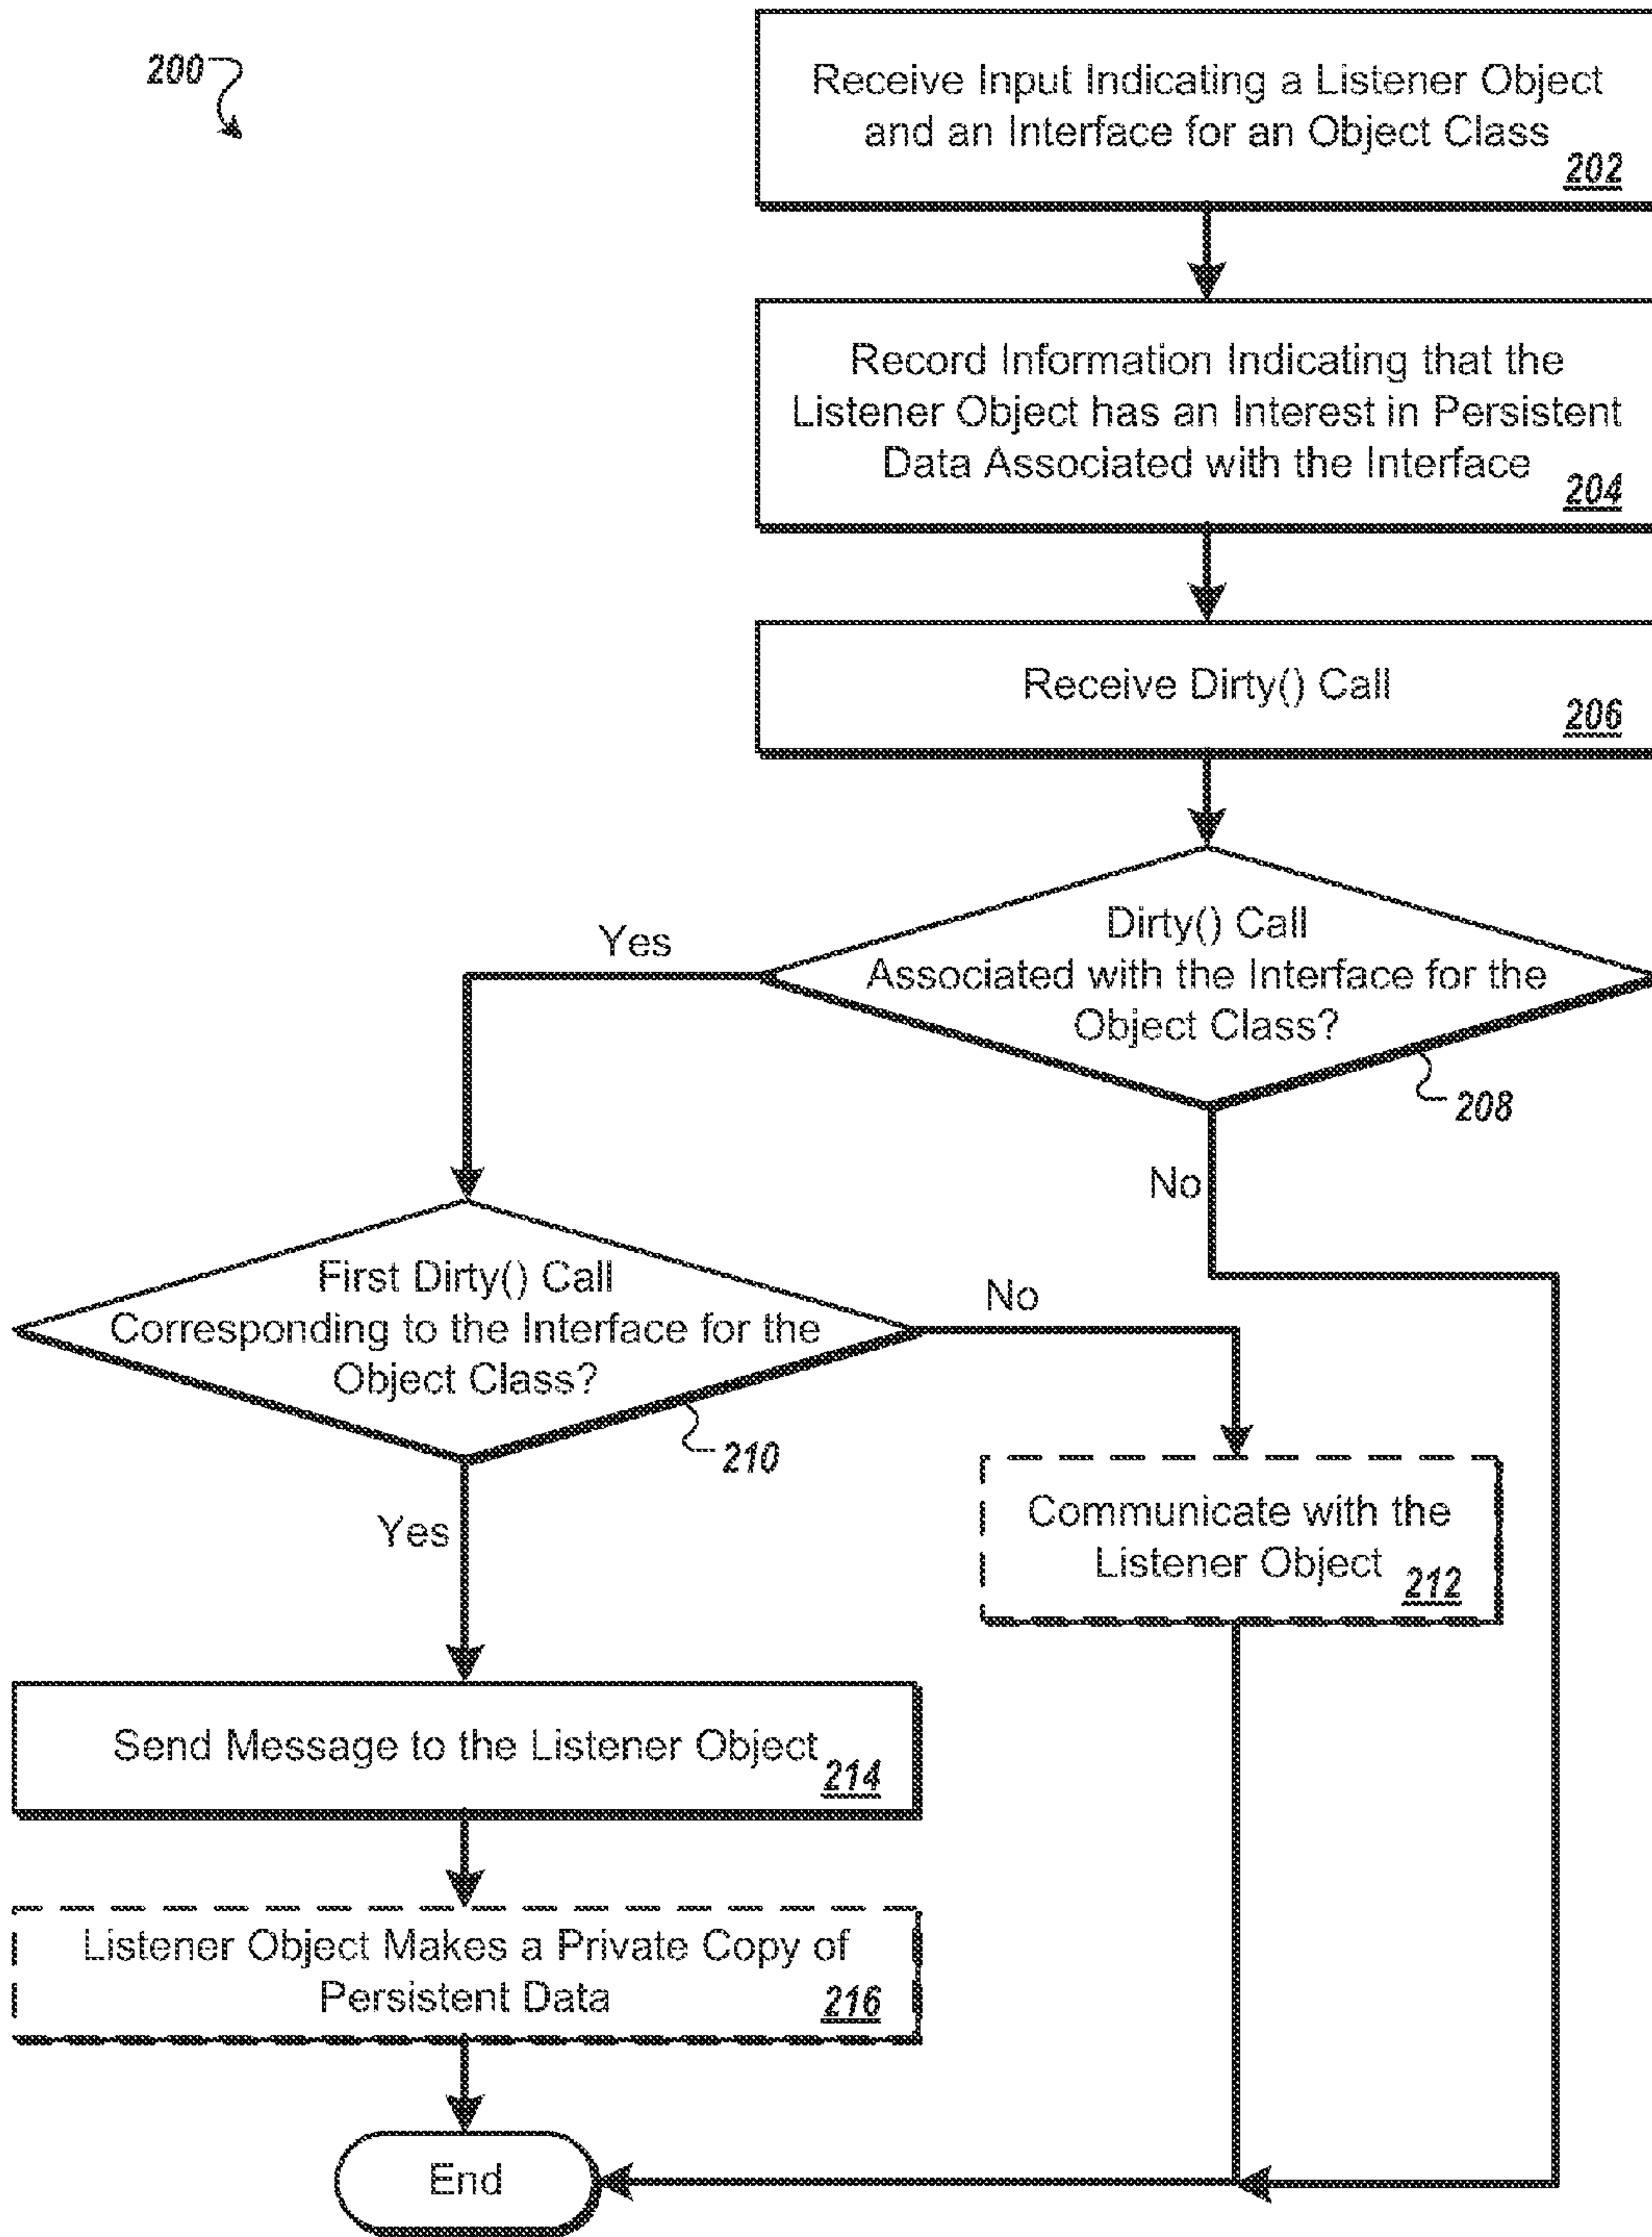 200
Receive Input Indicating a Listener Object
and an Interface for an Object Class
202
Record Information Indicating that the
Listener Object has an Interest in Persistent
Data Associated with the Interface
204
Receive Dirty() Call
206
Dirty() Call
Associated with the Interface for the
Object Class?
208
Yes
No
First Dirty() Call
Corresponding to the Interface for the
Object Class?
210
No
Yes
Communicate with the
Listener Object
212
Send Message to the Listener Object
214
Listener Object Makes a Private Copy of
Persistent Data
216
End